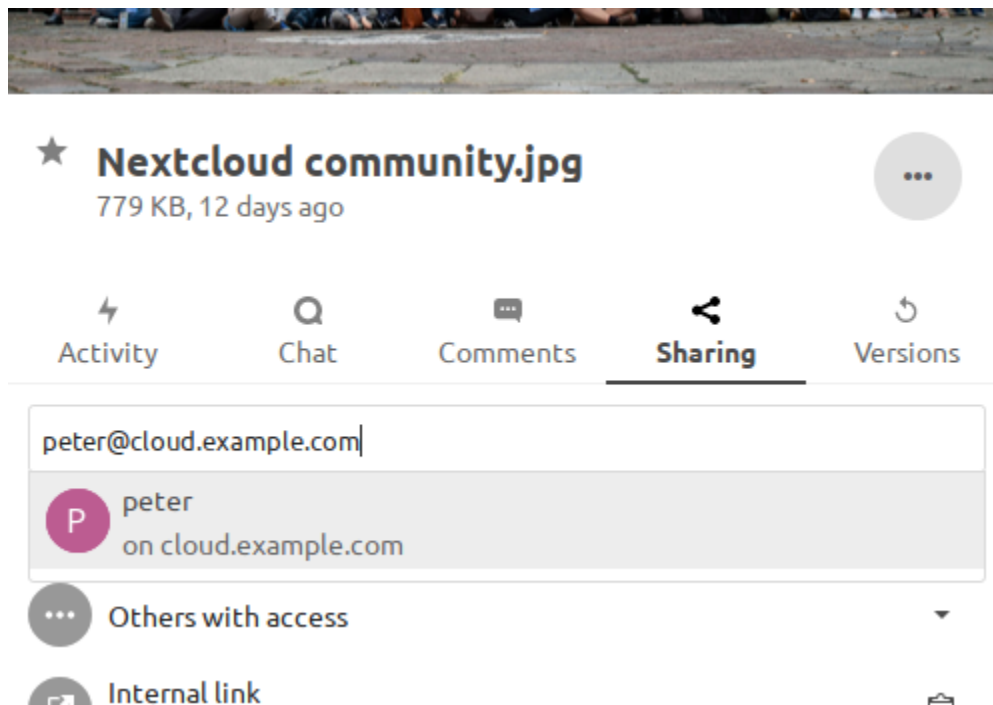 Nextcloud community.jpg
779 KB, 12 days ago
Activity Chat Comments Sharing Versions
peter@cloud.example.com
P
peter
on cloud.example.com
Others with access
Internal link